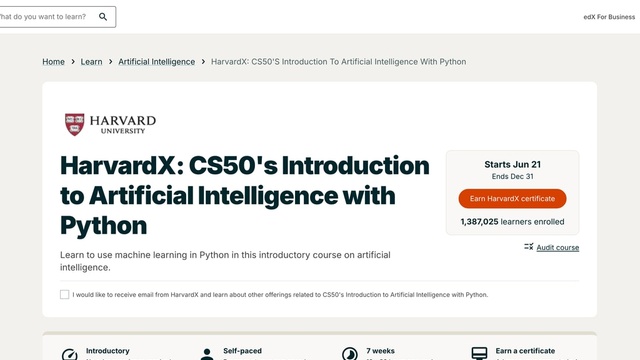 What do you want to learn?
edX For Business
Home > Learn > Artificial Intelligence > HarvardX: CS50'S Introduction To Artificial Intelligence With Python
HARVARD
UNIVERSITY
HarvardX: CS50's Introduction
to Artificial Intelligence with
Python
Learn to use machine learning in Python in this introductory course on artificial
intelligence.
Starts Jun 21
Ends Dec 31
Earn HarvardX certificate
1,387,025 learners enrolled
Audit course
I would like to receive email from HarvardX and learn about other offerings related to CS50's Introduction to Artificial Intelligence with Python.
Introductory
Self-paced
7 weeks
Earn a certificate